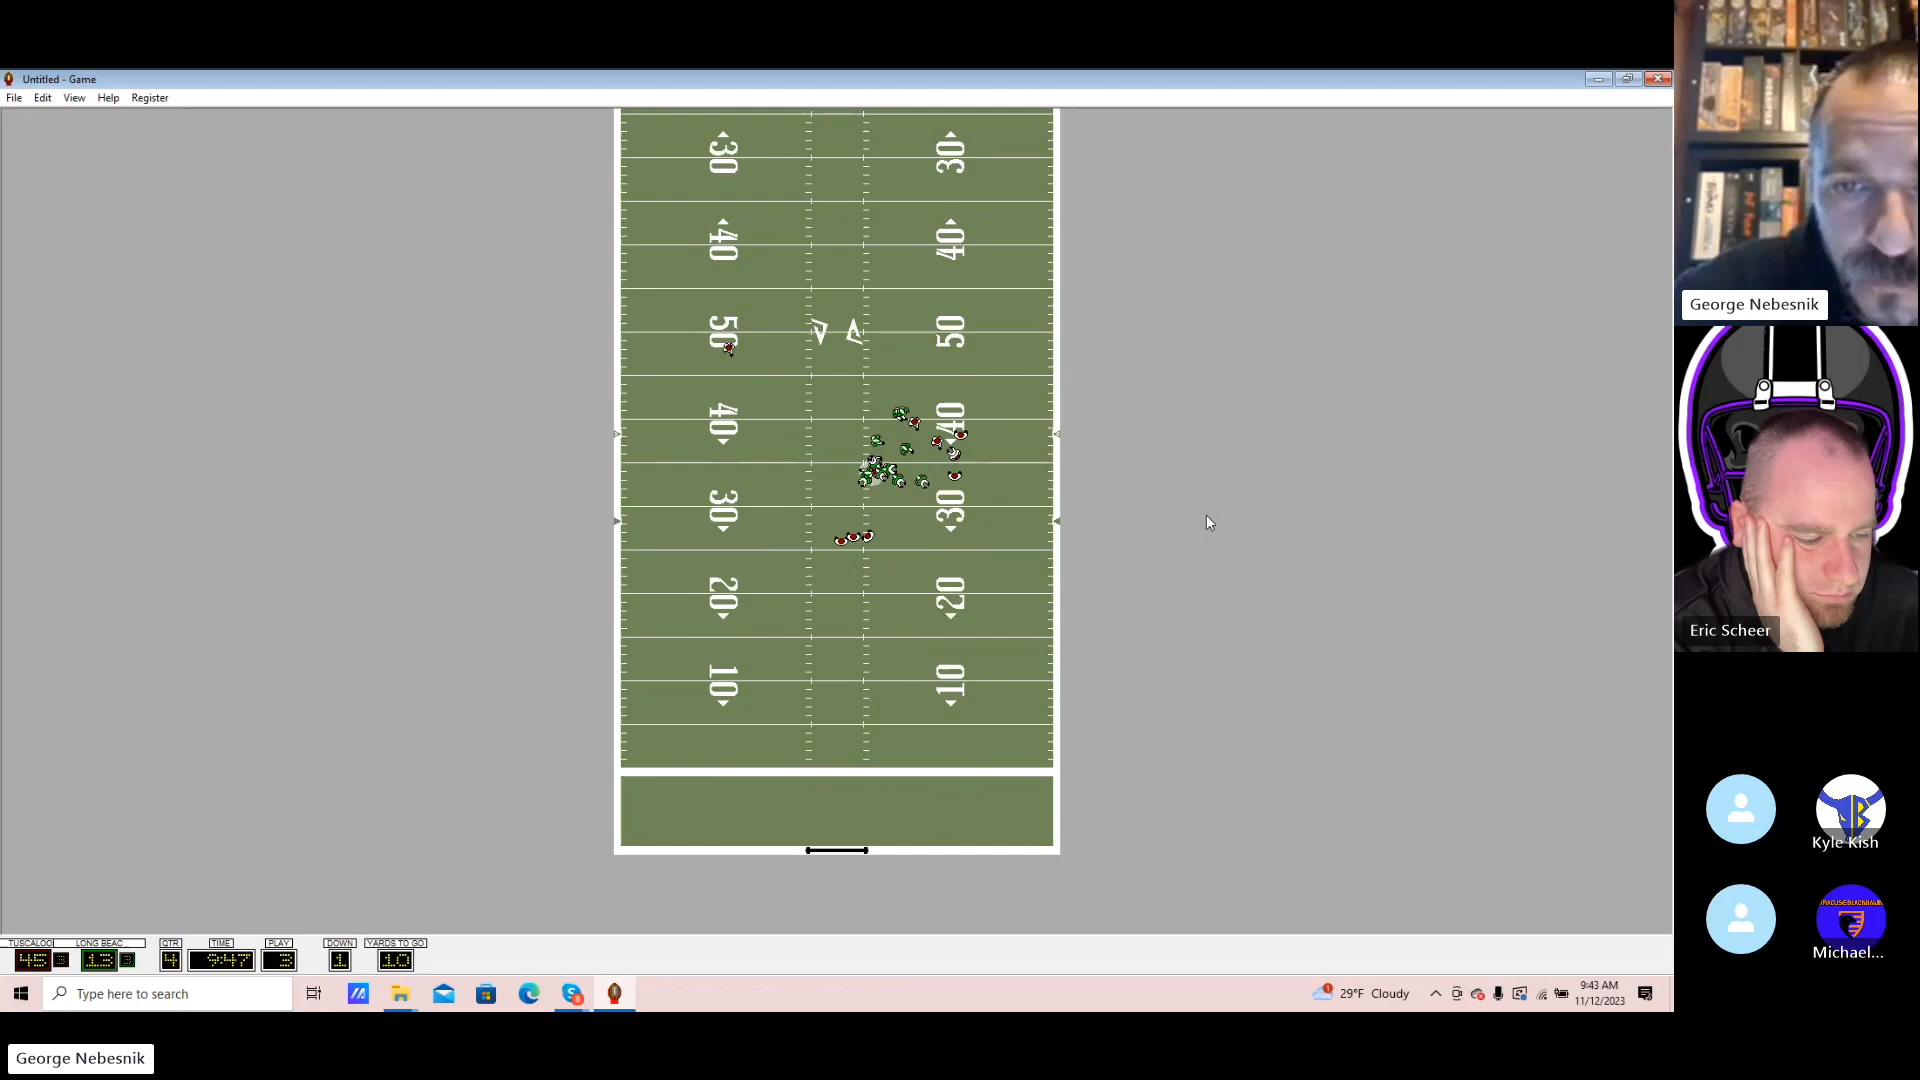 Untitled - Game
File Edit View Help Register
30 30
40 40
50 50
40 40
30 30
20 20
10 10
TUSCALOO LONG BEAC QTR TIME PLAY DOWN YARDS TO GO
45 3 13 3 4 9:47 3 1 10
Type here to search
29°F Cloudy
9:43 AM
11/12/2023
George Nebesnik
Eric Scheer
Kyle Kish
Michael...
George Nebesnik